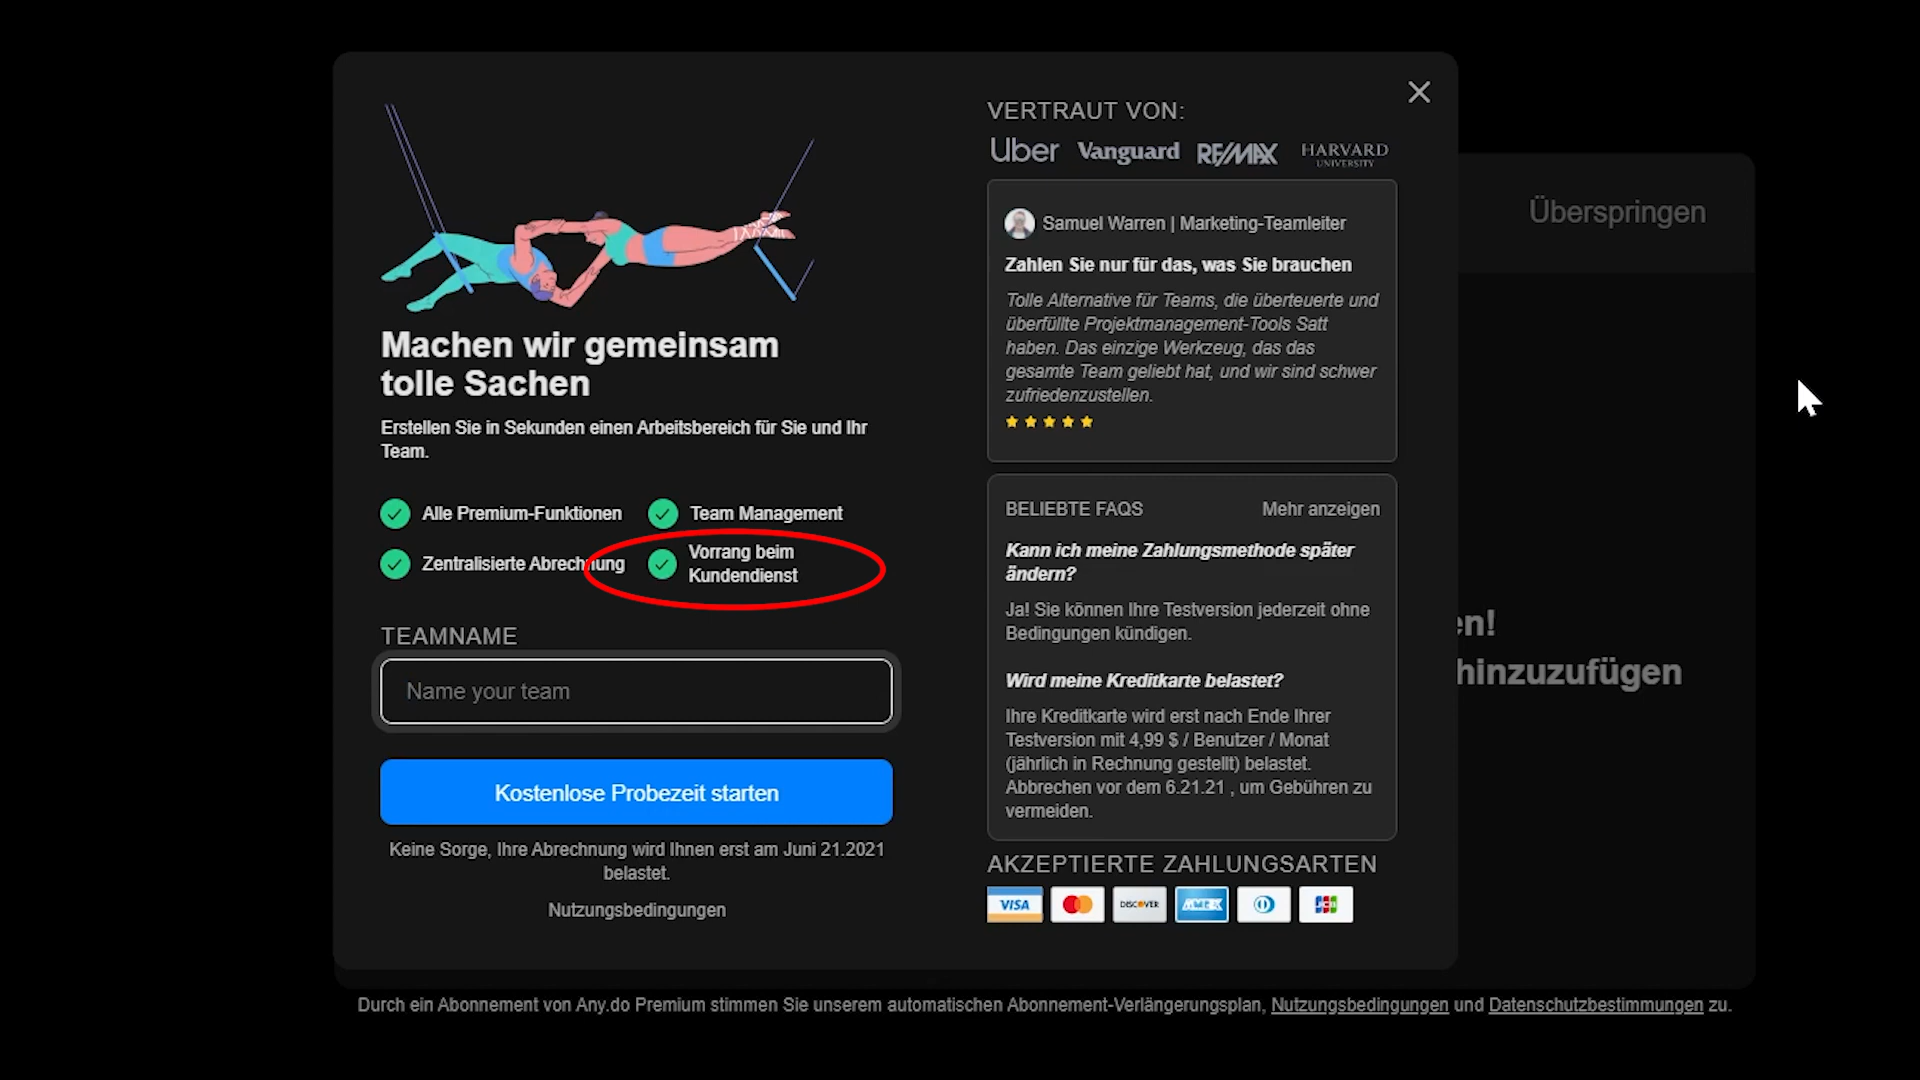 Machen wir gemeinsam
tolle Sachen
Erstellen Sie in Sekunden einen Arbeitsbereich für Sie und Ihr
Team.
Alle Premium-Funktionen
Team Management
Zentralisierte Abrechnung
Vorrang beim
Kundendienst
TEAMNAME
Name your team
Kostenlose Probezeit starten
Keine Sorge, Ihre Abrechnung wird Ihnen erst am Juni 21.2021
belastet.
Nutzungsbedingungen
VERTRAUT VON:
Uber Vanguard RE/MAX HARVARD
UNIVERSITY
Samuel Warren | Marketing-Teamleiter
Zahlen Sie nur für das, was Sie brauchen
Tolle Alternative für Teams, die überteuerte und
überfüllte Projektmanagement-Tools Satt
haben. Das einzige Werkzeug, das das
gesamte Team geliebt hat, und wir sind schwer
zufriedenzustellen.
BELIEBTE FAQS
Mehr anzeigen
Kann ich meine Zahlungsmethode später
ändern?
Ja! Sie können Ihre Testversion jederzeit ohne
Bedingungen kündigen.
Wird meine Kreditkarte belastet?
Ihre Kreditkarte wird erst nach Ende Ihrer
Testversion mit 4,99 $ / Benutzer / Monat
(jährlich in Rechnung gestellt) belastet.
Abbrechen vor dem 6.21.21 , um Gebühren zu
vermeiden.
AKZEPTIERTE ZAHLUNGSARTEN
VISA DISCOVER AMEX JCB
Überspringen
en!
hinzuzufügen
Durch ein Abonnement von Any.do Premium stimmen Sie unserem automatischen Abonnement-Verlängerungsplan, Nutzungsbedingungen und Datenschutzbestimmungen zu.